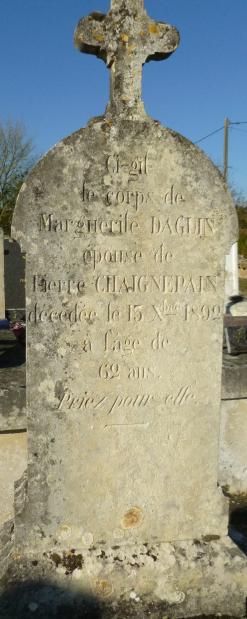 Ci-gît
le corps de
Marguerite DAGLIN
épouse de
Pierre CHAIGNEPAIN
décédée le 15 Xbre 1892
à l'âge de
62 ans.
Priez pour elle.